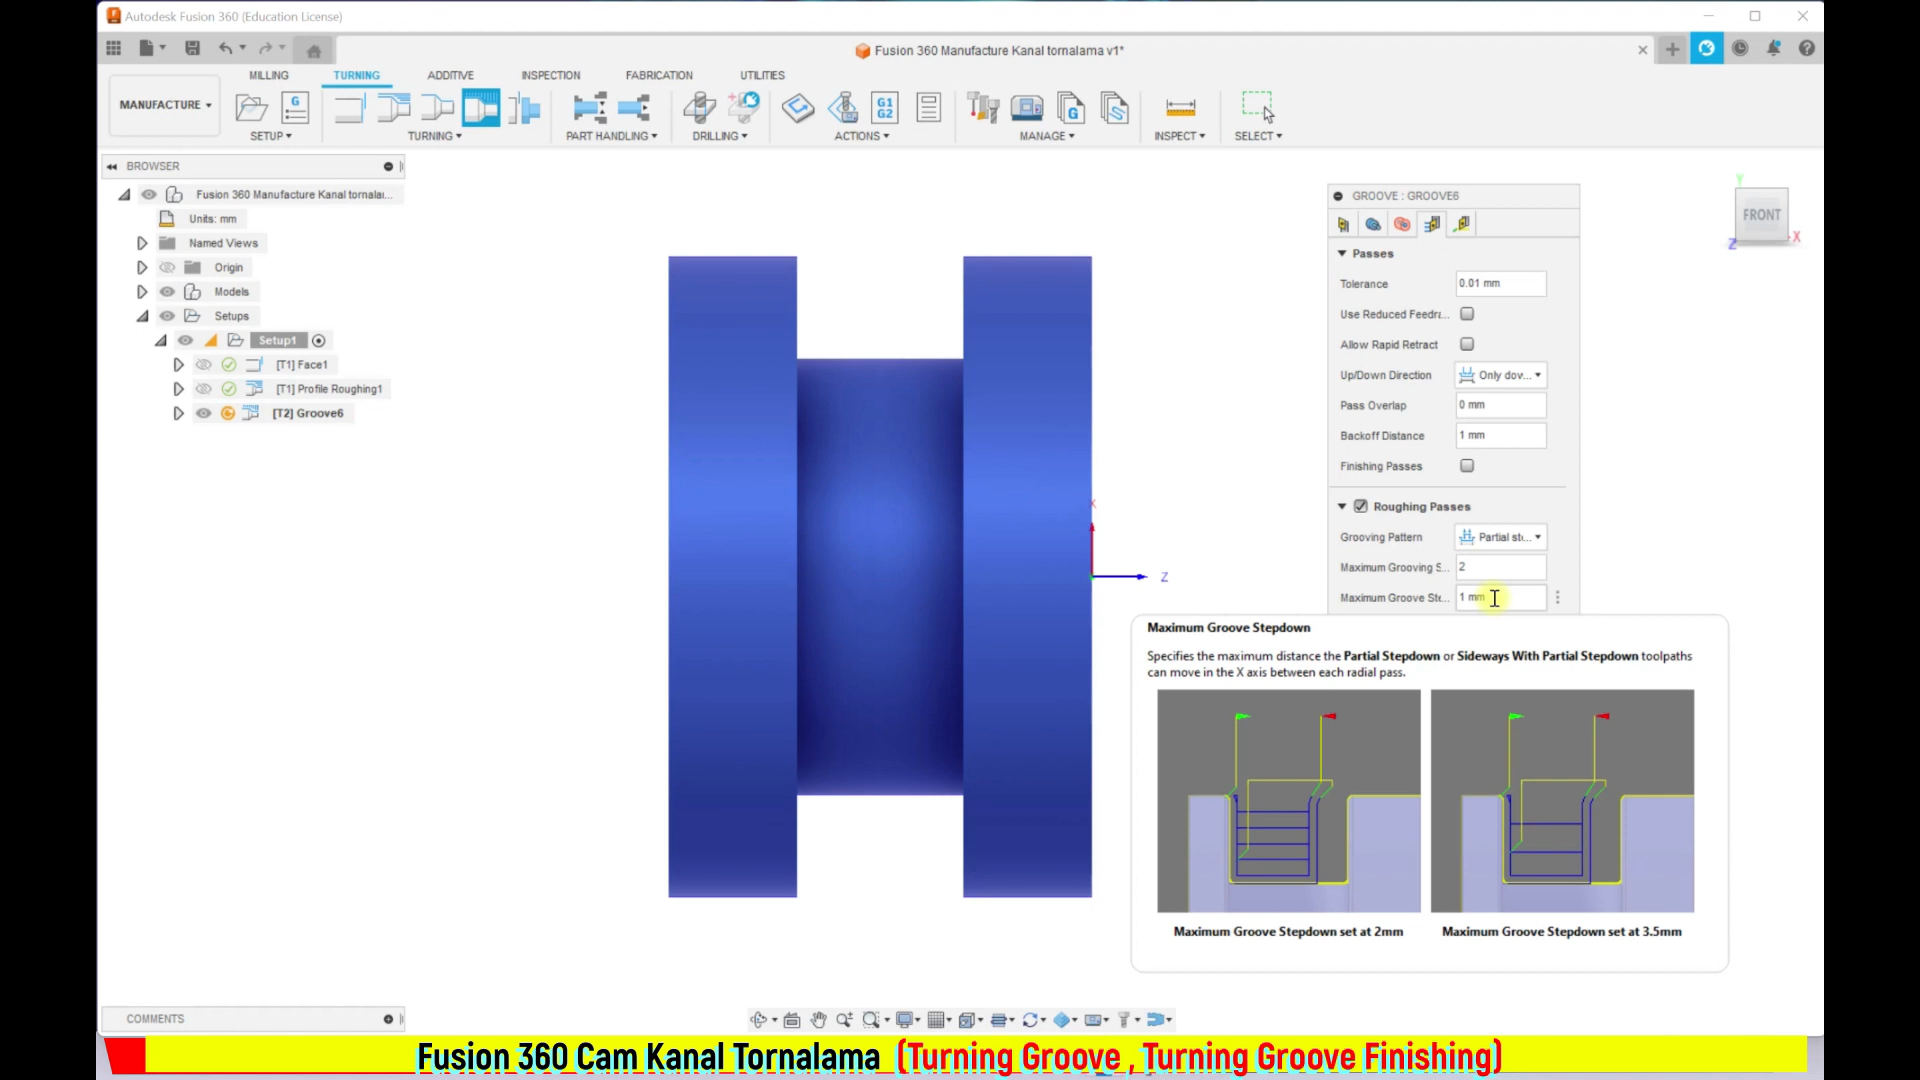 Autodesk Fusion 360 (Education License)
Fusion 360 Manufacture Kanal tornalama v1*
MILLING TURNING ADDITIVE INSPECTION FABRICATION UTILITIES
MANUFACTURE
G1
G2
SETUP TURNING PART HANDLING DRILLING ACTIONS MANAGE INSPECT SELECT
BROWSER
Fusion 360 Manufacture Kanal tornalaı...
Units: mm
Named Views
Origin
Models
Setups
Setup1
[T1] Face1
[T1] Profile Roughing1
[T2] Groove6
X
Z
FRONT
Y
Z
X
GROOVE : GROOVE6
Passes
Tolerance 0.01 mm
Use Reduced Feedra...
Allow Rapid Retract
Up/Down Direction Only dov...
Pass Overlap 0 mm
Backoff Distance 1 mm
Finishing Passes
Roughing Passes
Grooving Pattern Partial ste...
Maximum Grooving S... 2
Maximum Groove Ste... 1 mm
Maximum Groove Stepdown
Specifies the maximum distance the Partial Stepdown or Sideways With Partial Stepdown toolpaths
can move in the X axis between each radial pass.
Maximum Groove Stepdown set at 2mm
Maximum Groove Stepdown set at 3.5mm
COMMENTS
Fusion 360 Cam Kanal Tornalama (Turning Groove , Turning Groove Finishing)